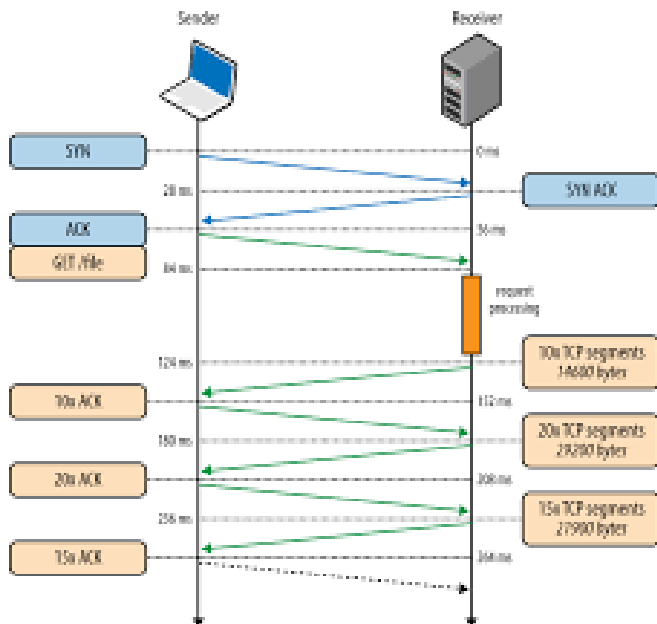 Sender
Receiver
SYN
0 ms
28 ms
SYN ACK
ACK
56 ms
GET /file
84 ms
request
processing
124 ms
10x TCP segments
14600 bytes
10x ACK
152 ms
180 ms
20x TCP segments
29200 bytes
20x ACK
208 ms
236 ms
15x TCP segments
21900 bytes
15x ACK
264 ms